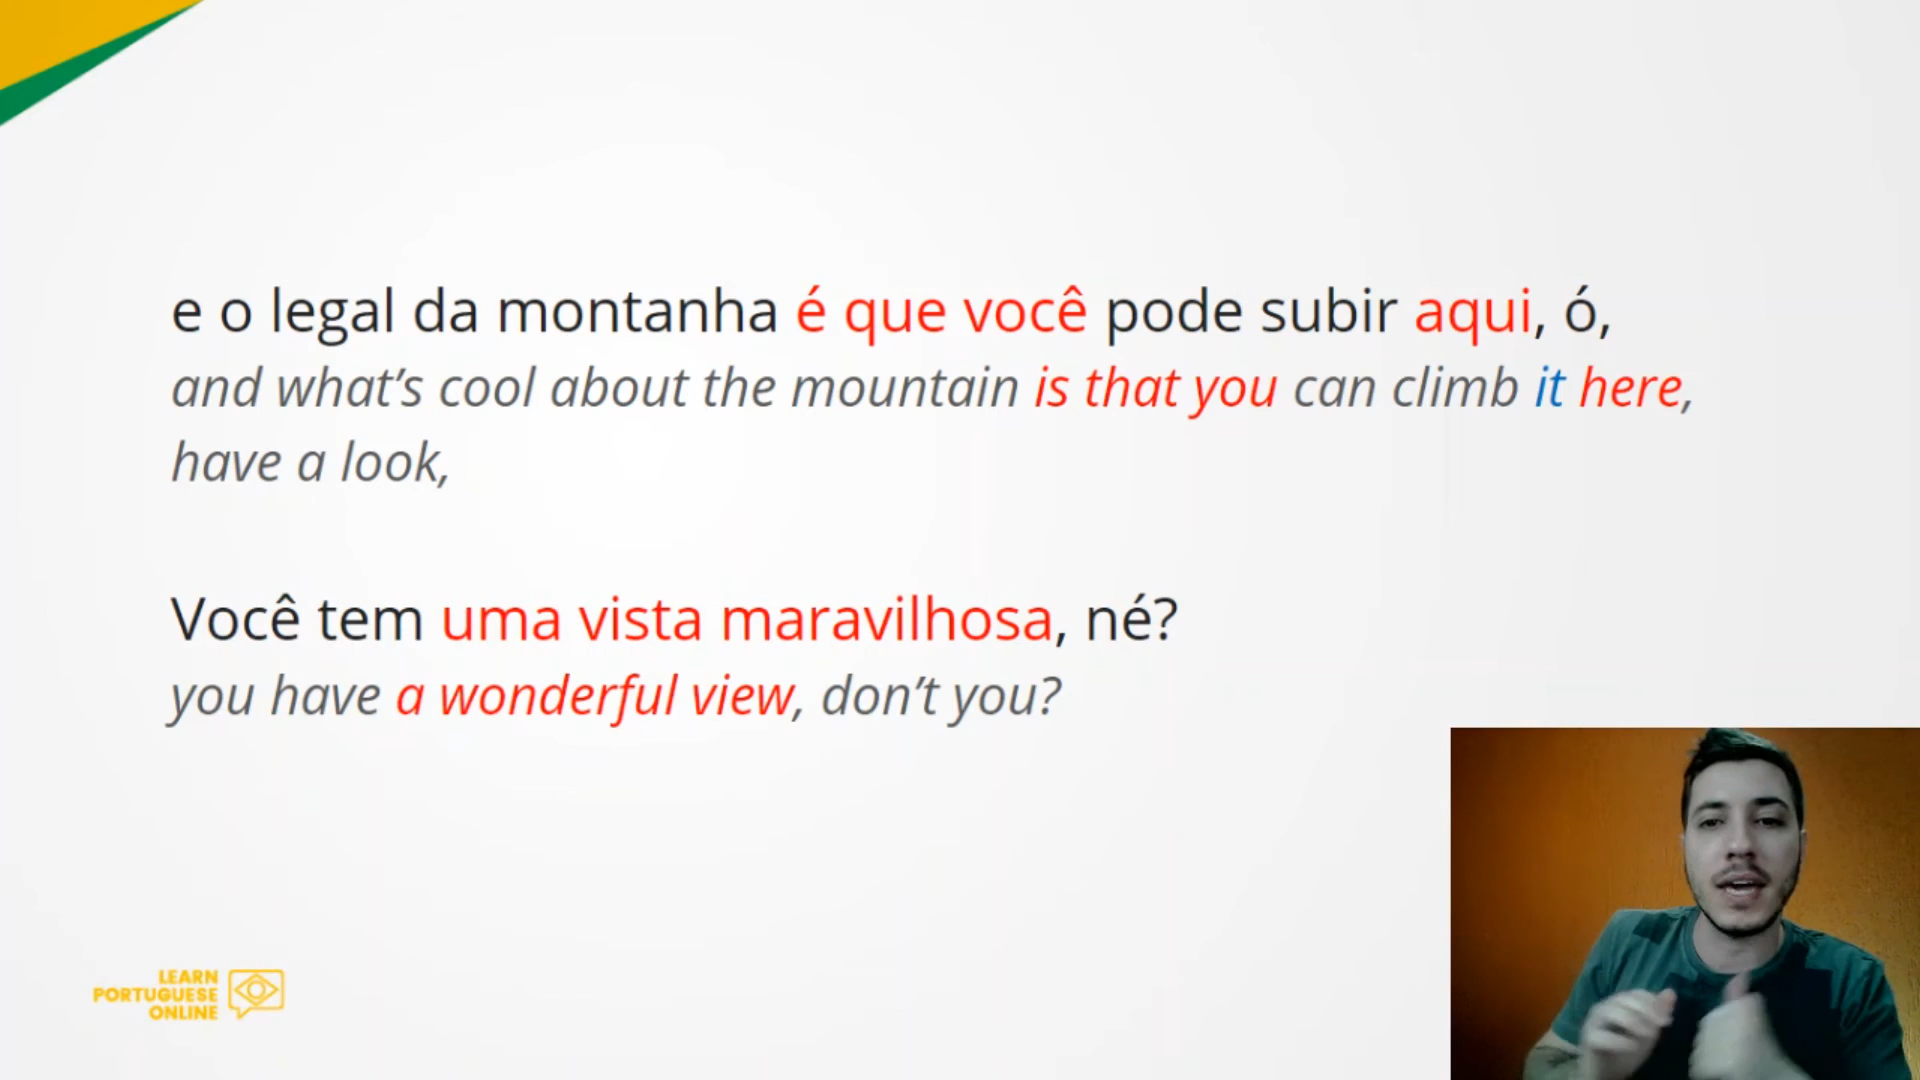 e o legal da montanha é que você pode subir aqui, ó,
and what’s cool about the mountain is that you can climb it here,
have a look,
Você tem uma vista maravilhosa, né?
you have a wonderful view, don’t you?
LEARN
PORTUGUESE
ONLINE